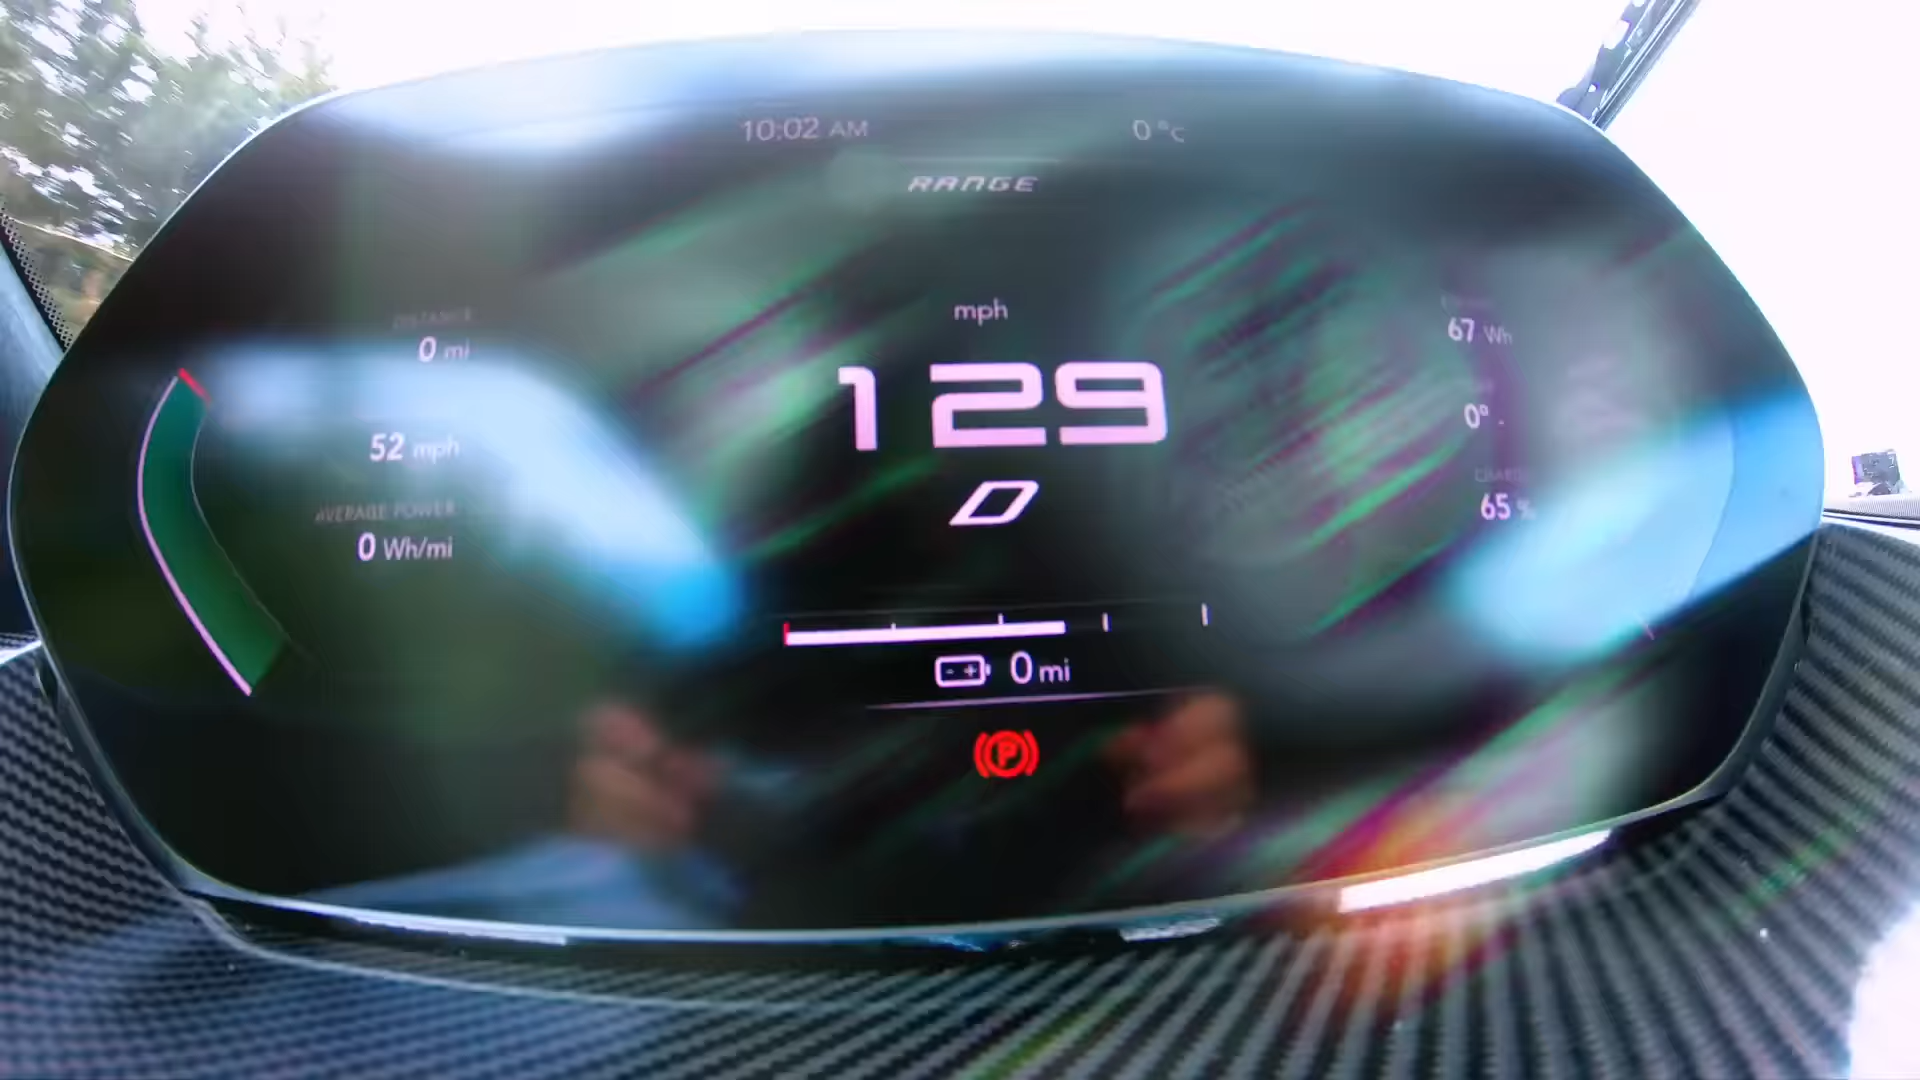 10:02 AM
0 °C
RANGE
mph
129
D
DISTANCE
0 mi
52 mph
AVERAGE POWER
0 Wh/mi
67 Wh
0°
65 %
0 mi
P